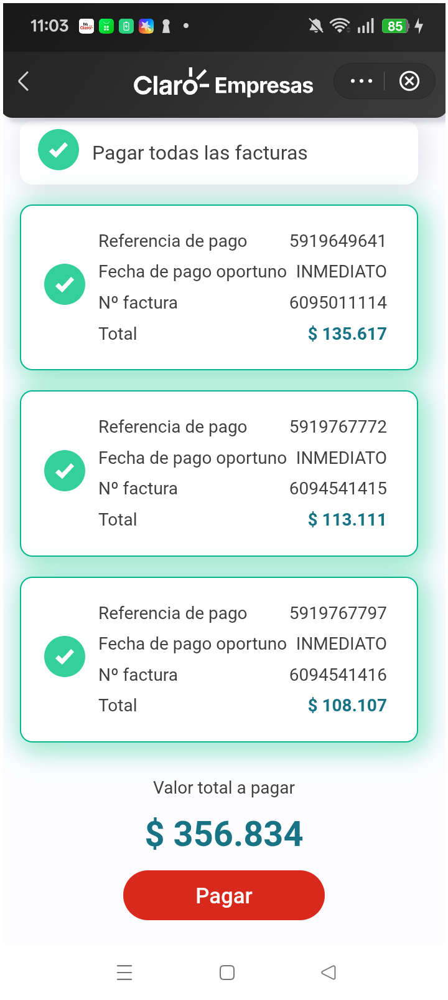 11:03
Mi Claro
85
Claro Empresas
Pagar todas las facturas
Referencia de pago 5919649641
Fecha de pago oportuno INMEDIATO
Nº factura 6095011114
Total $ 135.617
Referencia de pago 5919767772
Fecha de pago oportuno INMEDIATO
Nº factura 6094541415
Total $ 113.111
Referencia de pago 5919767797
Fecha de pago oportuno INMEDIATO
Nº factura 6094541416
Total $ 108.107
Valor total a pagar
$ 356.834
Pagar